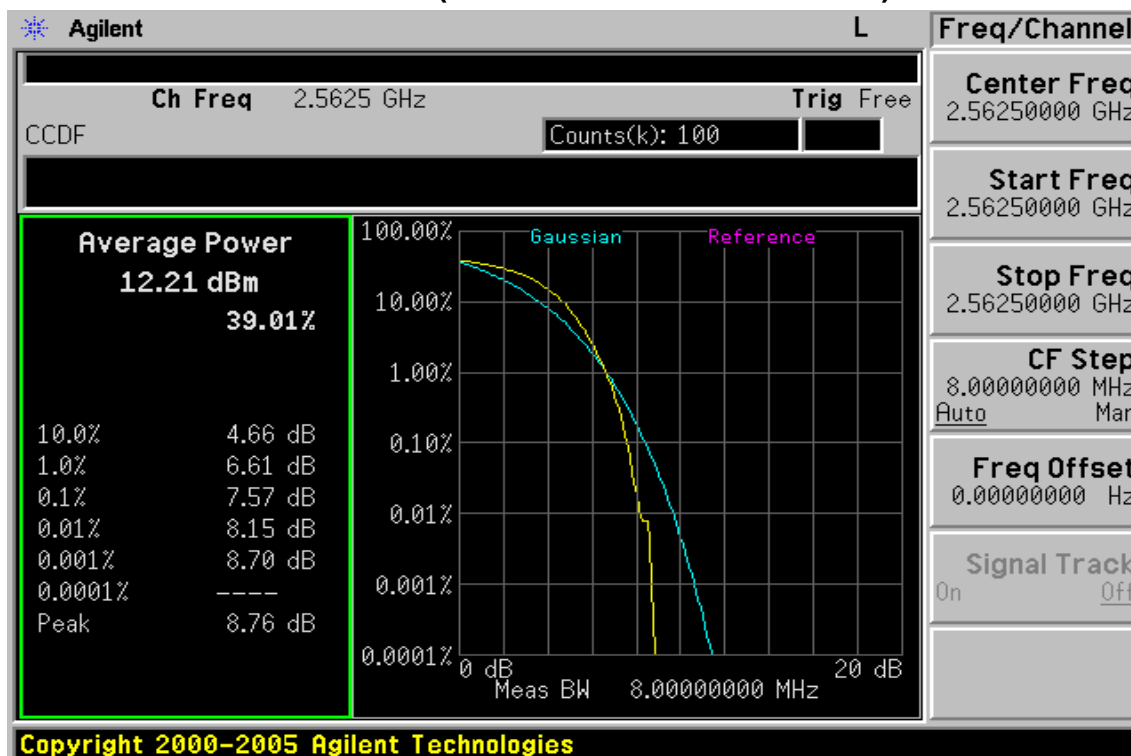 Agilent L
Ch Freq 2.5625 GHz Trig Free
CCDF Counts(k): 100
Average Power
12.21 dBm
39.01%
10.0% 4.66 dB
1.0% 6.61 dB
0.1% 7.57 dB
0.01% 8.15 dB
0.001% 8.70 dB
0.0001% ----
Peak 8.76 dB
Gaussian Reference
100.00%
10.00%
1.00%
0.10%
0.01%
0.001%
0.0001%
0 dB 20 dB
Meas BW 8.00000000 MHz
Freq/Channel
Center Freq
2.56250000 GHz
Start Freq
2.56250000 GHz
Stop Freq
2.56250000 GHz
CF Step
8.00000000 MHz
Auto Man
Freq Offset
0.00000000 Hz
Signal Track
On Off
Copyright 2000-2005 Agilent Technologies